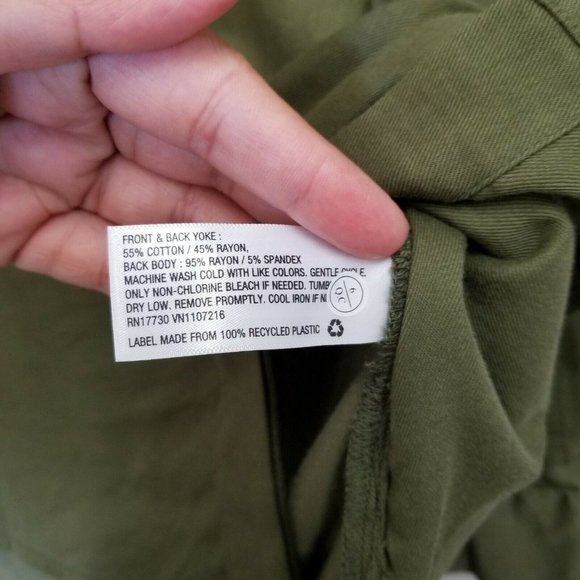 FRONT & BACK YOKE :
55% COTTON / 45% RAYON,
BACK BODY : 95% RAYON / 5% SPANDEX
MACHINE WASH COLD WITH LIKE COLORS. GENTLE CYCLE.
ONLY NON-CHLORINE BLEACH IF NEEDED.
DRY LOW. REMOVE PROMPTLY. COOL IRON IF
RN17730 VN1107216
LABEL MADE FROM 100% RECYCLED PLASTIC